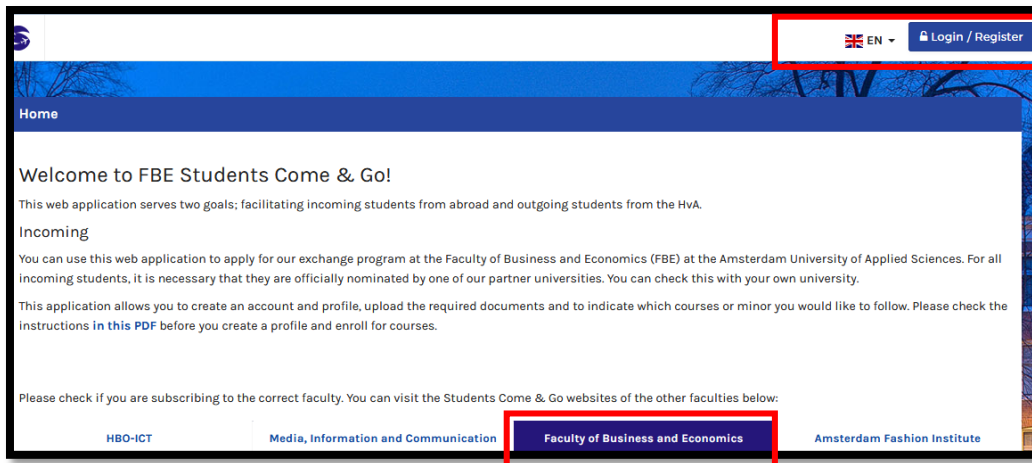 EN
Login / Register
Home
Welcome to FBE Students Come & Go!
This web application serves two goals; facilitating incoming students from abroad and outgoing students from the HvA.
Incoming
You can use this web application to apply for our exchange program at the Faculty of Business and Economics (FBE) at the Amsterdam University of Applied Sciences. For all
incoming students, it is necessary that they are officially nominated by one of our partner universities. You can check this with your own university.
This application allows you to create an account and profile, upload the required documents and to indicate which courses or minor you would like to follow. Please check the
instructions in this PDF before you create a profile and enroll for courses.
Please check if you are subscribing to the correct faculty. You can visit the Students Come & Go websites of the other faculties below:
HBO-ICT
Media, Information and Communication
Faculty of Business and Economics
Amsterdam Fashion Institute